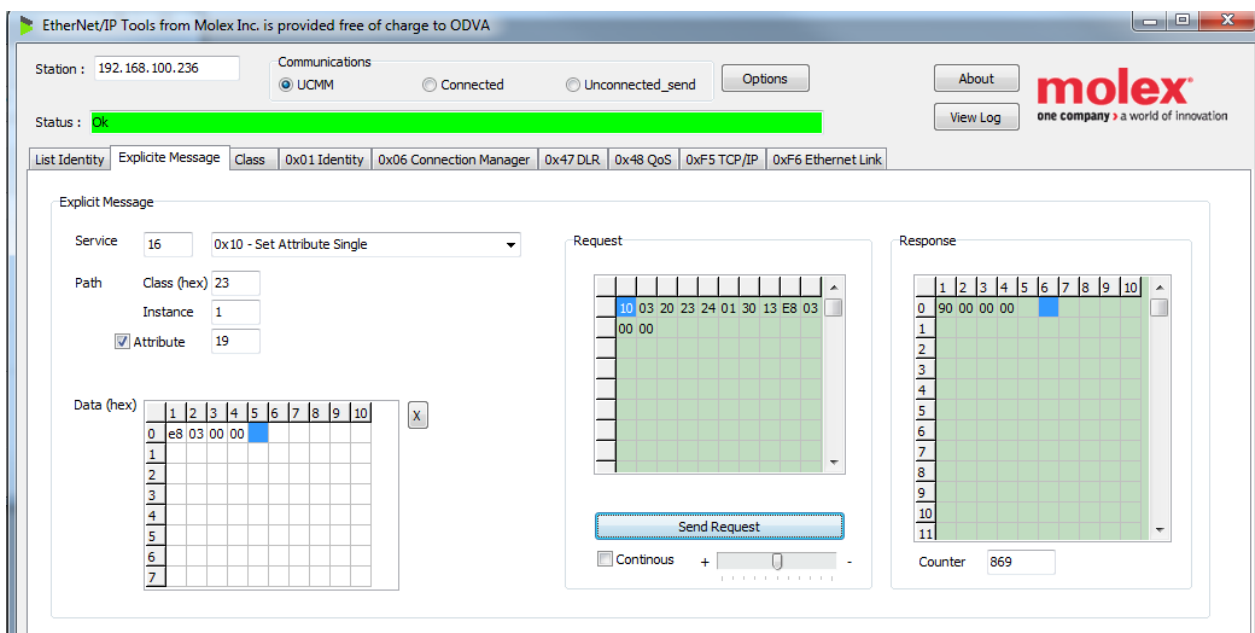 EtherNet/IP Tools from Molex Inc. is provided free of charge to ODVA
Station : 192.168.100.236
Communications
UCMM Connected Unconnected_send
Options
About
molex®
one company › a world of innovation
Status : Ok
View Log
List Identity Explicite Message Class 0x01 Identity 0x06 Connection Manager 0x47 DLR 0x48 QoS 0xF5 TCP/IP 0xF6 Ethernet Link
Explicit Message
Service 16 0x10 - Set Attribute Single
Path Class (hex) 23
Instance 1
Attribute 19
Data (hex)
1 2 3 4 5 6 7 8 9 10
0 e8 03 00 00
1
2
3
4
5
6
7
X
Request
10 03 20 23 24 01 30 13 E8 03
00 00
Send Request
Continous + -
Response
1 2 3 4 5 6 7 8 9 10
0 90 00 00 00
1
2
3
4
5
6
7
8
9
10
11
Counter 869